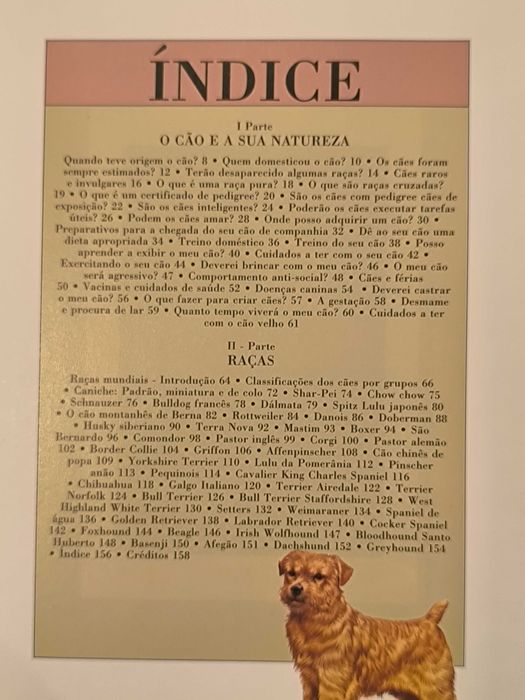 ÍNDICE
I Parte
O CÃO E A SUA NATUREZA
Quando teve origem o cão? 8 • Quem domesticou o cão? 10 • Os cães foram
sempre estimados? 12 • Terão desaparecido algumas raças? 14 • Cães raros
e invulgares 16 • O que é uma raça pura? 18 • O que são raças cruzadas?
19 • O que é um certificado de pedigree? 20 • São os cães com pedigree cães de
exposição? 22 • São os cães inteligentes? 24 • Poderão os cães executar tarefas
úteis? 26 • Podem os cães amar? 28 • Onde posso adquirir um cão? 30 •
Preparativos para a chegada do seu cão de companhia 32 • Dê ao seu cão uma
dieta apropriada 34 • Treino doméstico 36 • Treino do seu cão 38 • Posso
aprender a exibir o meu cão? 40 • Cuidados a ter com o seu cão 42 •
Exercitando o seu cão 44 • Deverei brincar com o meu cão? 46 • O meu cão
será agressivo? 47 • Comportamento anti-social? 48 • Cães e férias
50 • Vacinas e cuidados de saúde 52 • Doenças caninas 54 • Deverei castrar
o meu cão? 56 • O que fazer para criar cães? 57 • A gestação 58 • Desmame
e procura de lar 59 • Quanto tempo viverá o meu cão? 60 • Cuidados a ter
com o cão velho 61
II - Parte
RAÇAS
Raças mundiais - Introdução 64 • Classificações dos cães por grupos 66
• Caniche: Padrão, miniatura e de colo 72 • Shar-Pei 74 • Chow chow 75
• Schnauzer 76 • Bulldog francês 78 • Dálmata 79 • Spitz Lulu japonês 80
• O cão montanhês de Berna 82 • Rottweiler 84 • Danois 86 • Doberman 88
• Husky siberiano 90 • Terra Nova 92 • Mastim 93 • Boxer 94 • São
Bernardo 96 • Comondor 98 • Pastor inglês 99 • Corgi 100 • Pastor alemão
102 • Border Collie 104 • Griffon 106 • Affenpinscher 108 • Cão chinês de
popa 109 • Yorkshire Terrier 110 • Lulu da Pomerânia 112 • Pinscher
anão 113 • Pequinois 114 • Cavalier King Charles Spaniel 116
• Chihuahua 118 • Galgo Italiano 120 • Terrier Airedale 122 • Terrier
Norfolk 124 • Bull Terrier 126 • Bull Terrier Staffordshire 128 • West
Highland White Terrier 130 • Setters 132 • Weimaraner 134 • Spaniel de
água 136 • Golden Retriever 138 • Labrador Retriever 140 • Cocker Spaniel
142 • Foxhound 144 • Beagle 146 • Irish Wolfhound 147 • Bloodhound Santo
Huberto 148 • Basenji 150 • Afegão 151 • Dachshund 152 • Greyhound 154
• Índice 156 • Créditos 158